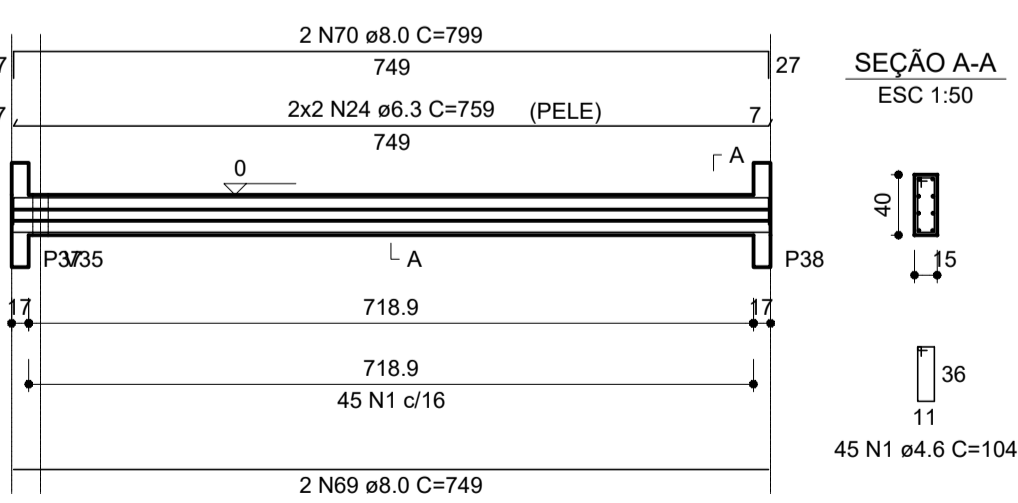 2 N70 ø8.0 C=799
7
749
27
SEÇÃO A-A
ESC 1:50
7
2x2 N24 ø6.3 C=759 (PELE)
7
749
0
A
40
15
A
P37
V35
P38
17
718.9
17
718.9
45 N1 c/16
36
11
45 N1 ø4.6 C=104
2 N69 ø8.0 C=749